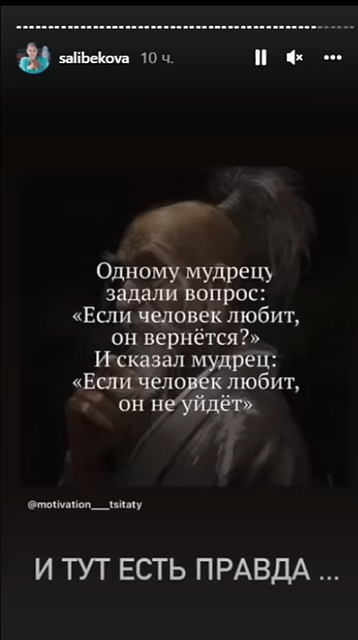 salibekova 10 ч.
Одному мудрецу
задали вопрос:
«Если человек любит,
он вернётся?»
И сказал мудрец:
«Если человек любит,
он не уйдёт»
@motivation___tsitaty
И ТУТ ЕСТЬ ПРАВДА ...